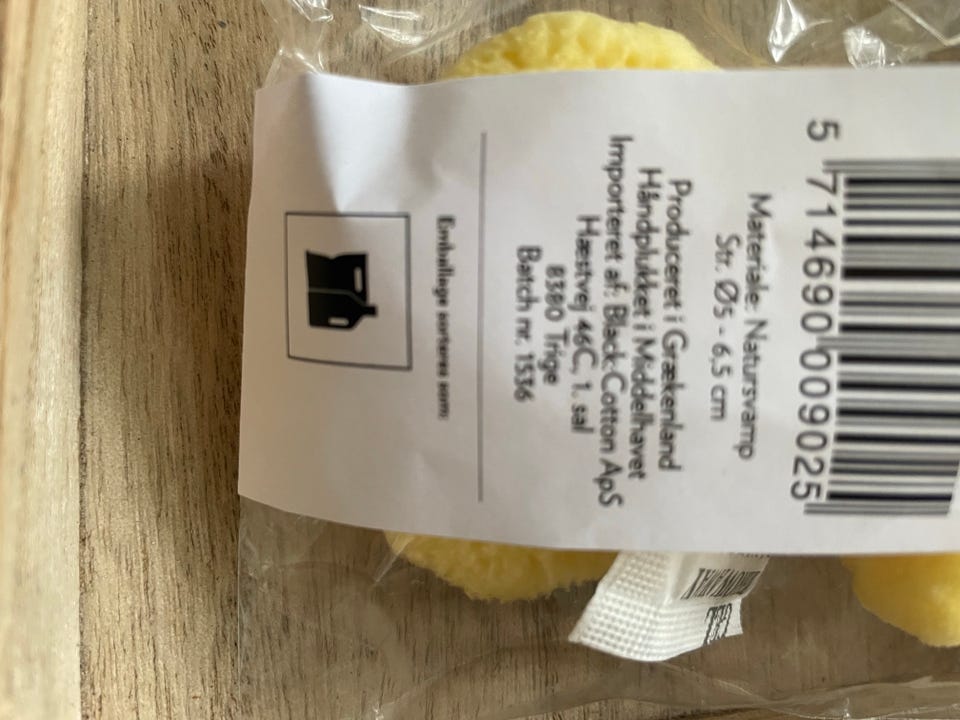 5 714690 009025
Materiale: Natursvamp
Str. Ø5 - 6,5 cm
Produceret i Grækenland
Håndplukket i Middelhavet
Importeret af: Black Cotton ApS
Hæstvej 46C, 1. sal
8380 Trige
Batch nr. 1536
Emballage sorteres som: